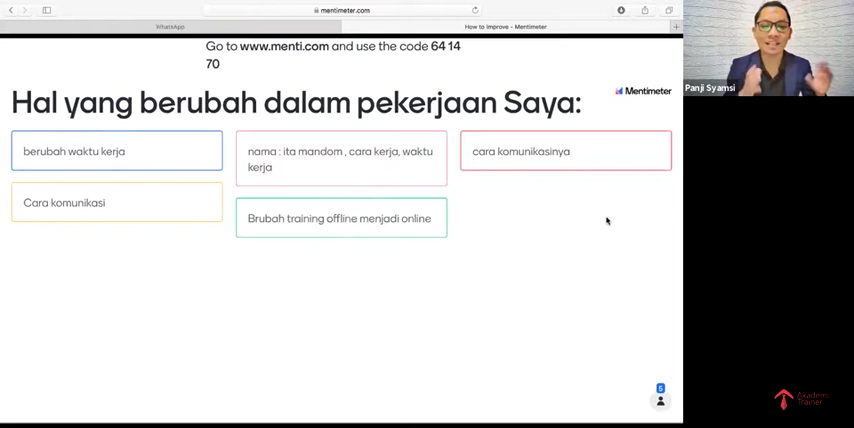 mentimeter.com
WhatsApp
How to Improve - Mentimeter
Go to www.menti.com and use the code 64 14
70
Hal yang berubah dalam pekerjaan Saya:
Mentimeter
Panji Syamsi
berubah waktu kerja
nama : ita mandom , cara kerja, waktu
kerja
cara komunikasinya
Cara komunikasi
Brubah training offline menjadi online
5
Akademi
Trainer